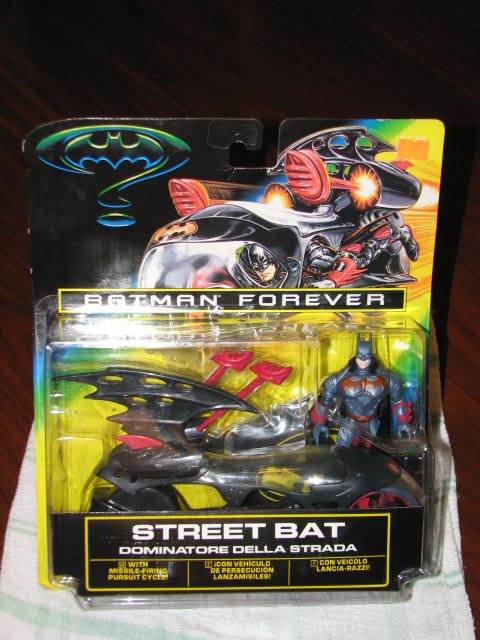 BATMAN FOREVER
STREET BAT
DOMINATORE DELLA STRADA
WITH
MISSILE-FIRING
PURSUIT CYCLE!
¡CON VEHÍCULO
DE PERSECUCIÓN
LANZAMIBILES!
CON VEICOLO
LANCIA-RAZZI!